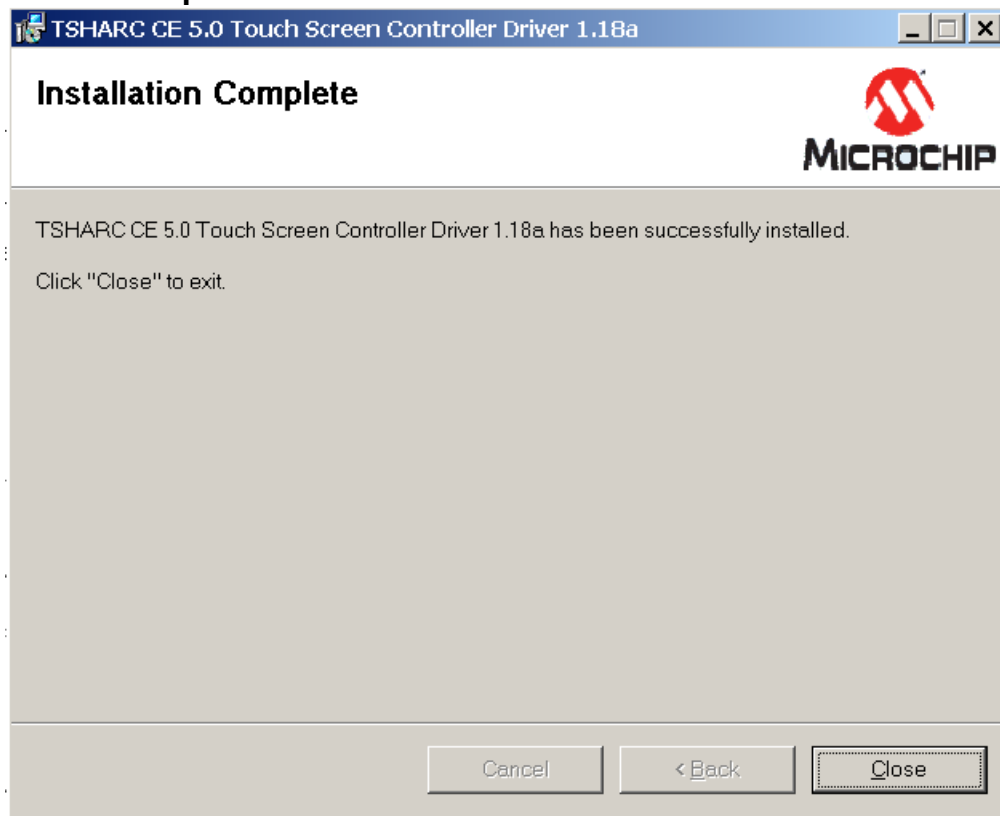 TSHARC CE 5.0 Touch Screen Controller Driver 1.18a
Installation Complete
MICROCHIP
TSHARC CE 5.0 Touch Screen Controller Driver 1.18a has been successfully installed.
Click "Close" to exit.
Cancel
< Back
Close